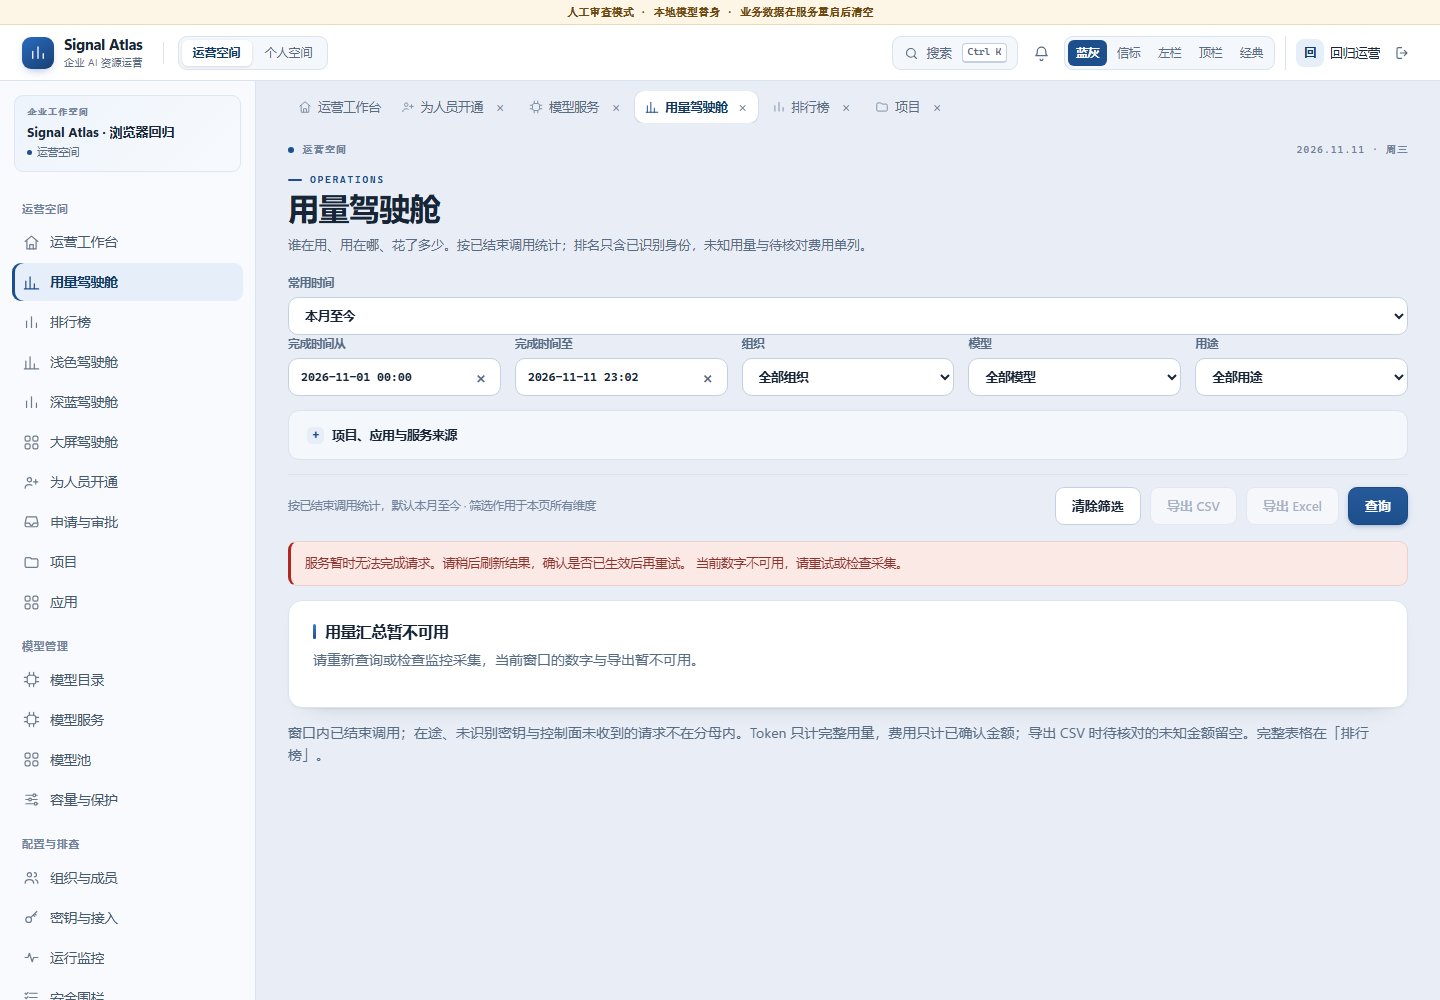 人工审查模式 · 本地模型替身 · 业务数据在服务重启后清空
Signal Atlas
企业 AI 资源运营
运营空间
个人空间
搜索
Ctrl K
蓝灰
信标
左栏
顶栏
经典
回
回归运营
企业工作空间
Signal Atlas · 浏览器回归
运营空间
运营空间
运营工作台
用量驾驶舱
排行榜
浅色驾驶舱
深蓝驾驶舱
大屏驾驶舱
为人员开通
申请与审批
项目
应用
模型管理
模型目录
模型服务
模型池
容量与保护
配置与排查
组织与成员
密钥与接入
运行监控
安全围栏
运营工作台
为人员开通 ×
模型服务 ×
用量驾驶舱 ×
排行榜 ×
项目 ×
运营空间
2026.11.11 · 周三
OPERATIONS
用量驾驶舱
谁在用、用在哪、花了多少。按已结束调用统计；排名只含已识别身份，未知用量与待核对费用单列。
常用时间
本月至今
完成时间从
完成时间至
组织
模型
用途
2026-11-01 00:00 ×
2026-11-11 23:02 ×
全部组织
全部模型
全部用途
+ 项目、应用与服务来源
按已结束调用统计，默认本月至今 · 筛选作用于本页所有维度
清除筛选
导出 CSV
导出 Excel
查询
服务暂时无法完成请求。请稍后刷新结果，确认是否已生效后再重试。 当前数字不可用，请重试或检查采集。
用量汇总暂不可用
请重新查询或检查监控采集，当前窗口的数字与导出暂不可用。
窗口内已结束调用；在途、未识别密钥与控制面未收到的请求不在分母内。Token 只计完整用量，费用只计已确认金额；导出 CSV 时待核对的未知金额留空。完整表格在「排行
榜」。